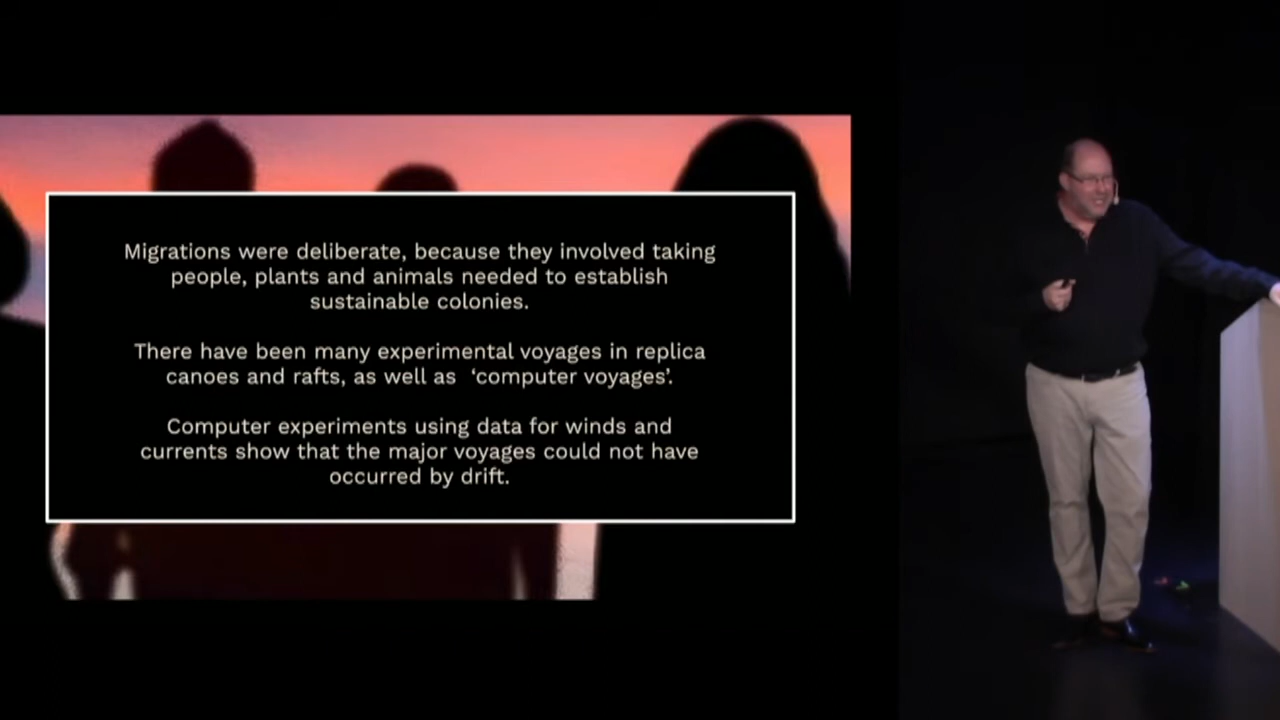 Migrations were deliberate, because they involved taking
people, plants and animals needed to establish
sustainable colonies.
There have been many experimental voyages in replica
canoes and rafts, as well as  ‘computer voyages’.
Computer experiments using data for winds and
currents show that the major voyages could not have
occurred by drift.